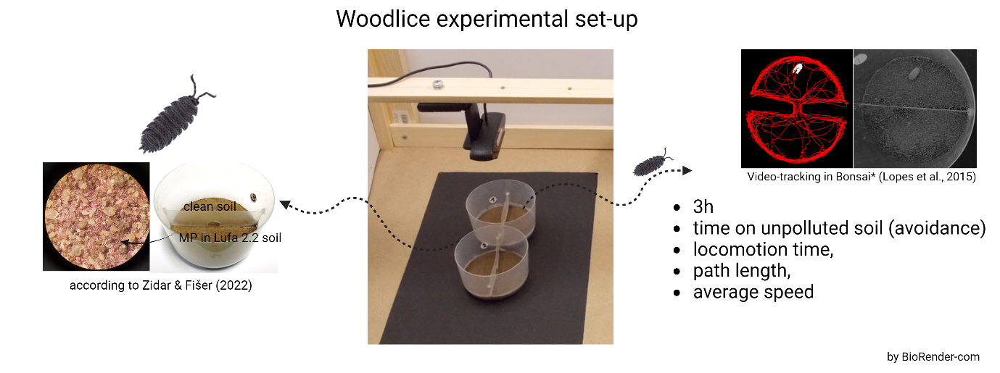 Woodlice experimental set-up
clean soil
MP in Lufa 2.2 soil
according to Zidar & Fišer (2022)
1
2
Video-tracking in Bonsai* (Lopes et al., 2015)
• 3h
• time on unpolluted soil (avoidance)
• locomotion time,
• path length,
• average speed
by BioRender-com